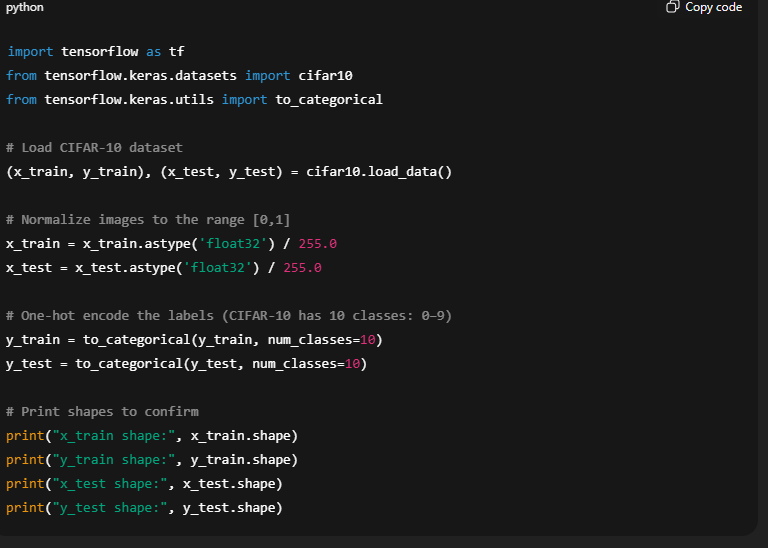 python
Copy code
import tensorflow as tf
from tensorflow.keras.datasets import cifar10
from tensorflow.keras.utils import to_categorical
# Load CIFAR-10 dataset
(x_train, y_train), (x_test, y_test) = cifar10.load_data()
# Normalize images to the range [0,1]
x_train = x_train.astype('float32') / 255.0
x_test = x_test.astype('float32') / 255.0
# One-hot encode the labels (CIFAR-10 has 10 classes: 0–9)
y_train = to_categorical(y_train, num_classes=10)
y_test = to_categorical(y_test, num_classes=10)
# Print shapes to confirm
print("x_train shape:", x_train.shape)
print("y_train shape:", y_train.shape)
print("x_test shape:", x_test.shape)
print("y_test shape:", y_test.shape)